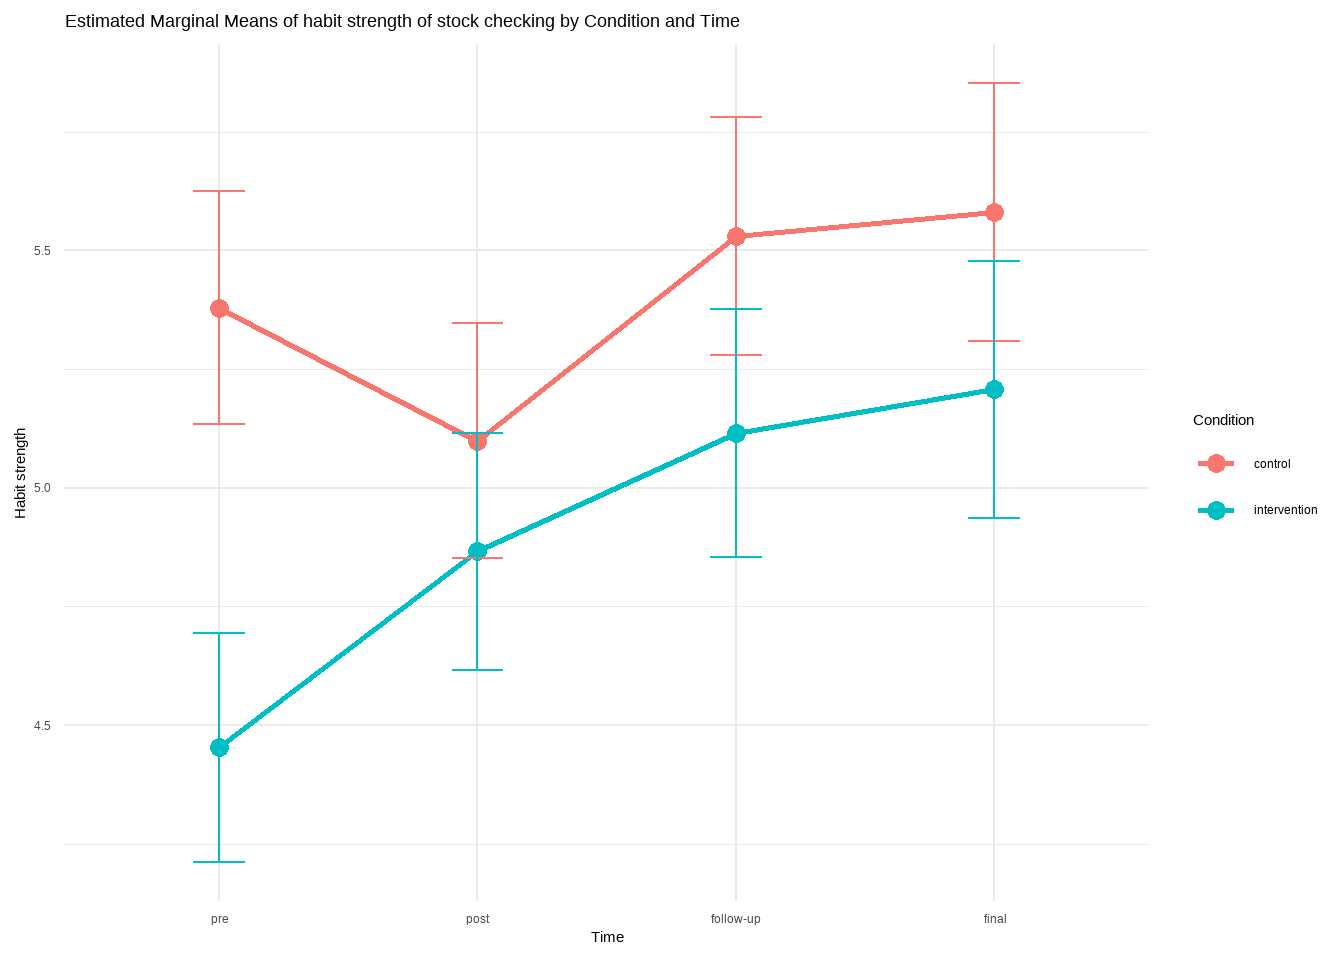 Estimated Marginal Means of habit strength of stock checking by Condition and Time
Habit strength
5.5
5.0
4.5
pre
post
follow-up
final
Time
Condition
control
intervention